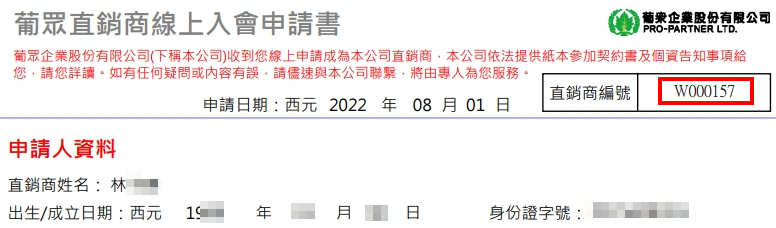 葡眾直銷商線上入會申請書
葡眾企業股份有限公司
PRO-PARTNER LTD.
葡眾企業股份有限公司(下稱本公司)收到您線上申請成為本公司直銷商，本公司依法提供紙本參加契約書及個資告知事項給
您，請您詳讀。如有任何疑問或內容有誤，請儘速與本公司聯繫，將由專人為您服務。
申請日期：西元 2022 年 08 月 01 日
直銷商編號 W000157
申請人資料
直銷商姓名： 林
出生/成立日期：西元 19 年 月 日 身份證字號：